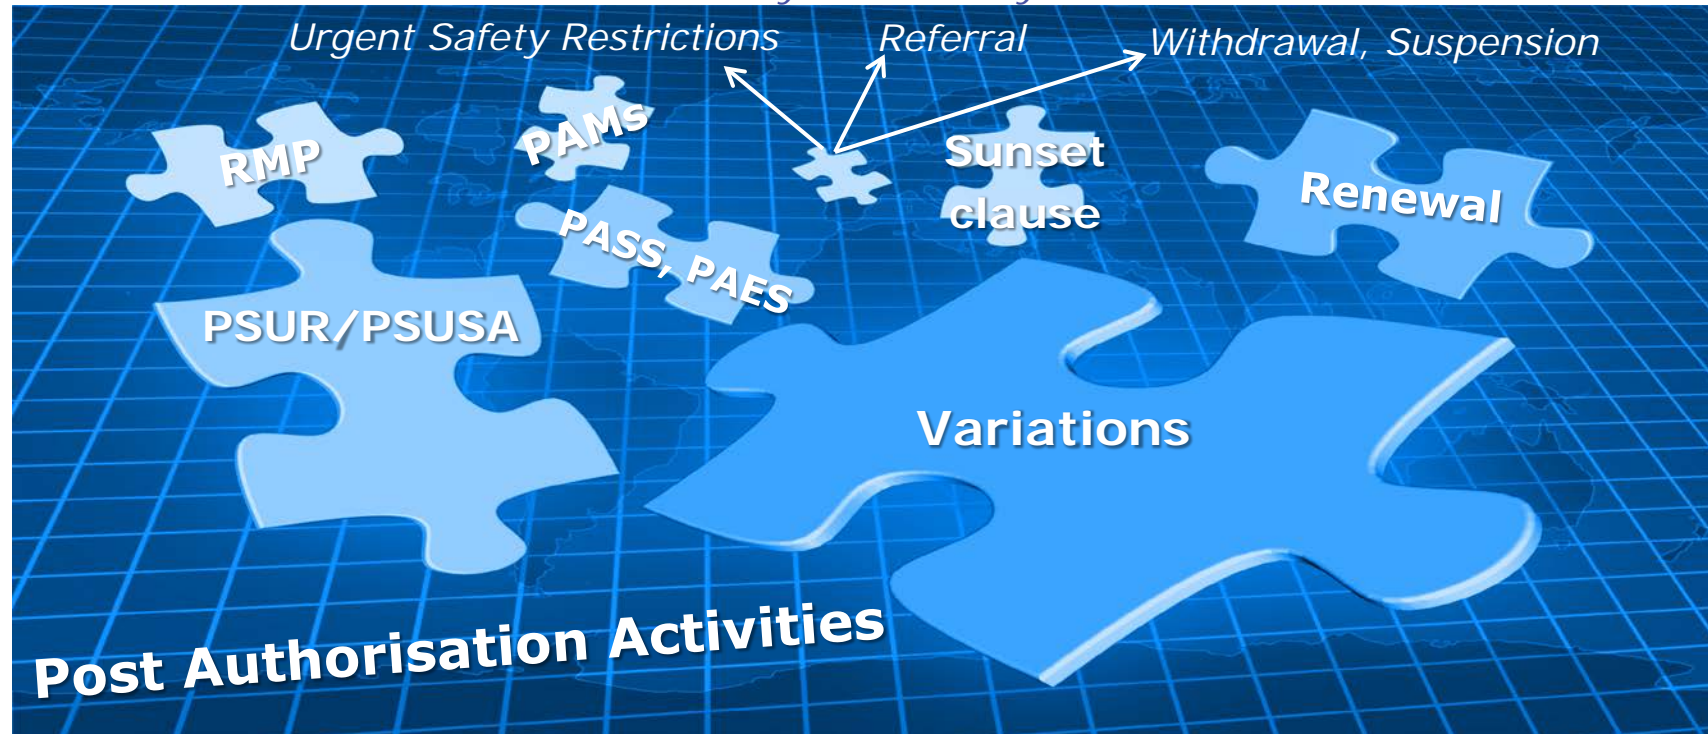 Urgent Safety Restrictions
Referral
Withdrawal, Suspension
RMP
PAMs
Sunset
clause
Renewal
PASS, PAES
PSUR/PSUSA
Variations
Post Authorisation Activities